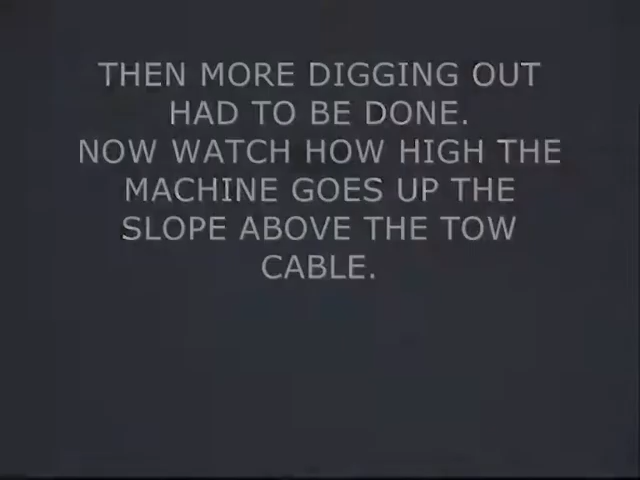 THEN MORE DIGGING OUT
HAD TO BE DONE.
NOW WATCH HOW HIGH THE
MACHINE GOES UP THE
SLOPE ABOVE THE TOW
CABLE.